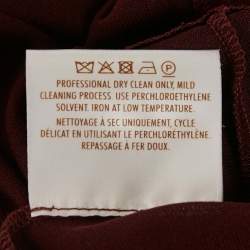 PROFESSIONAL DRY CLEAN ONLY, MILD
CLEANING PROCESS. USE PERCHLOROETHYLENE
SOLVENT. IRON AT LOW TEMPERATURE.
NETTOYAGE À SEC UNIQUEMENT, CYCLE
DÉLICAT EN UTILISANT LE PERCHLORÉTHYLÈNE.
REPASSAGE À FER DOUX.